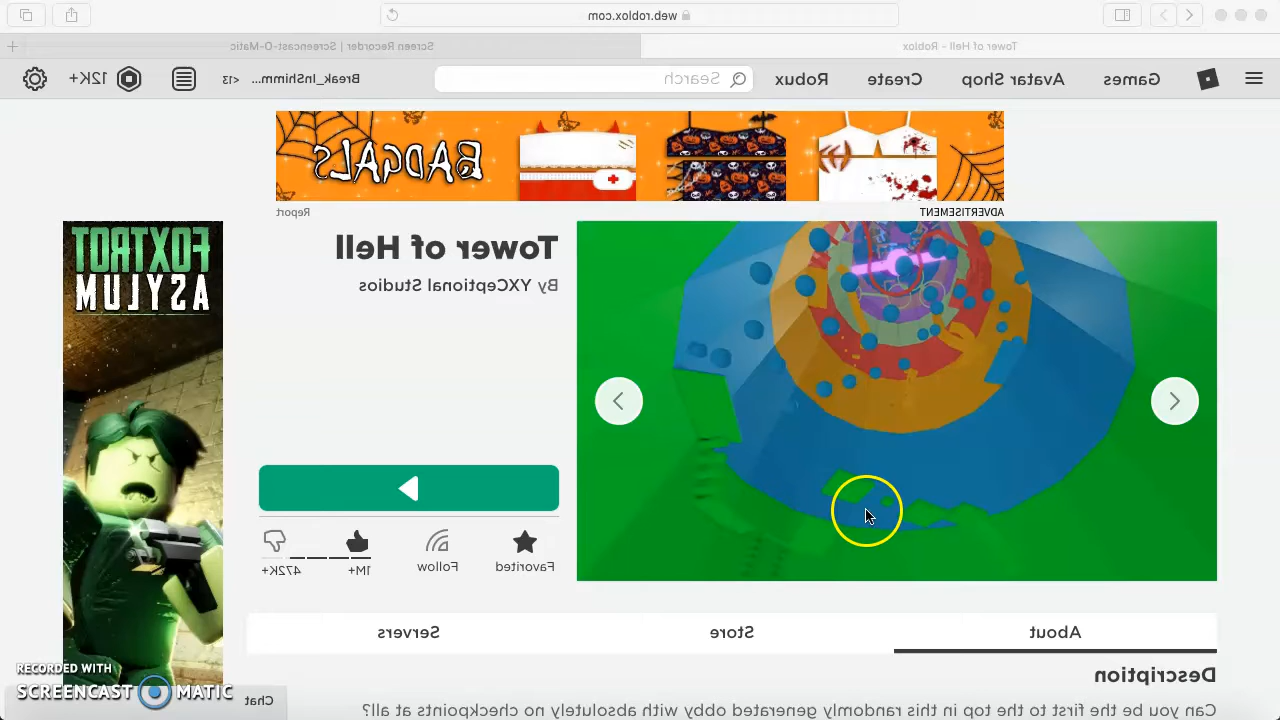 web.roblox.com
Tower of Hell - Roblox
Screen Recorder | Screencast-O-Matic
Games
Avatar Shop
Create
Robux
Search
Break_InShimm...
<13
12K+
BADGALS
ADVERTISEMENT
Report
FOXTROT
ASYLUM
Tower of Hell
By YXCeptional Studios
Favorited
Follow
1M+
472K+
About
Store
Servers
Description
Can you be the first to the top in this randomly generated obby with absolutely no checkpoints at all?
Chat
RECORDED WITH
SCREENCAST MATIC